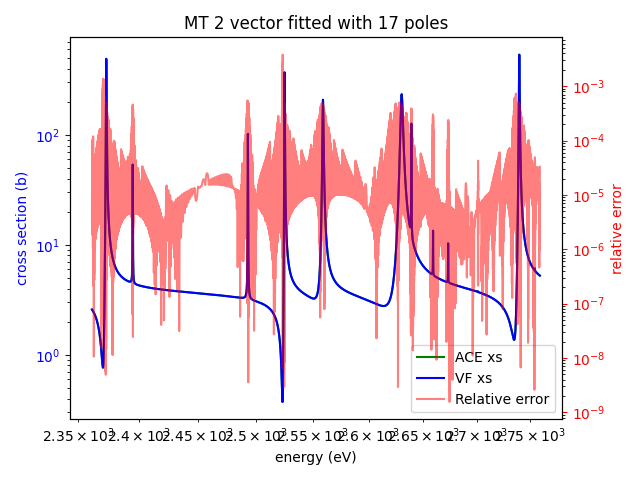 MT 2 vector fitted with 17 poles
cross section (b)
10²
10¹
10⁰
10⁻³
10⁻⁴
10⁻⁵
10⁻⁶
10⁻⁷
10⁻⁸
10⁻⁹
relative error
ACE xs
VF xs
Relative error
2.35 × 10³ 2.4 × 10³ 2.45 × 10³ 2.5 × 10³ 2.55 × 10³ 2.6 × 10³ 2.65 × 10³ 2.7 × 10³ 2.75 × 10³
energy (eV)